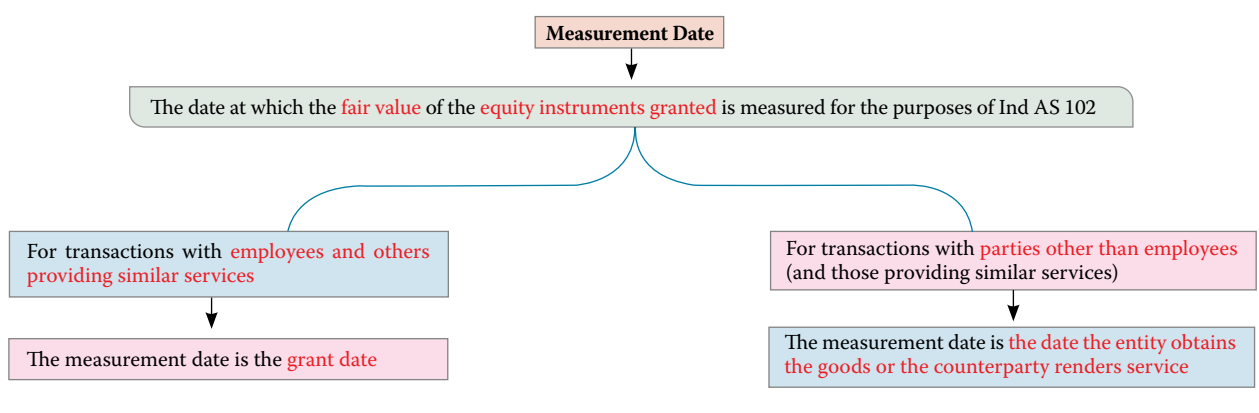 Measurement Date
The date at which the fair value of the equity instruments granted is measured for the purposes of Ind AS 102
For transactions with employees and others
providing similar services
The measurement date is the grant date
For transactions with parties other than employees
(and those providing similar services)
The measurement date is the date the entity obtains
the goods or the counterparty renders service